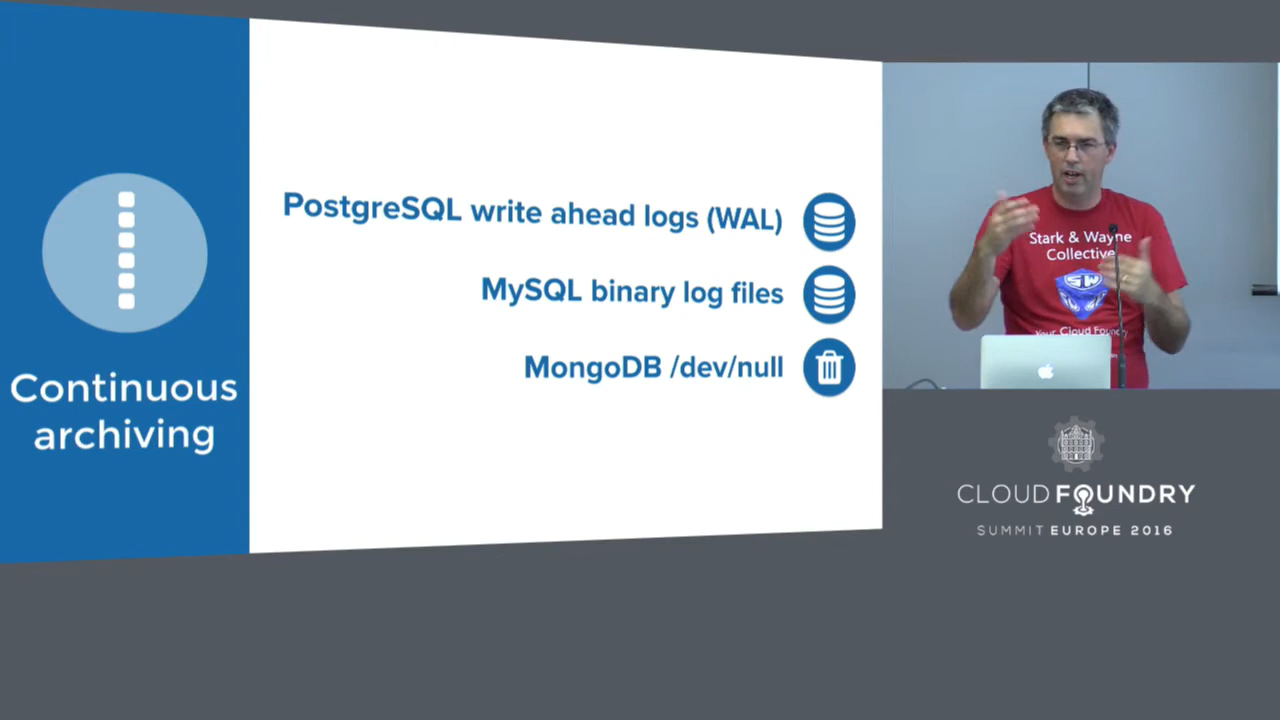 Continuous
archiving
PostgreSQL write ahead logs (WAL)
MySQL binary log files
MongoDB /dev/null
Stark & Wayne
Collective
SW
Your Cloud Foundry
CLOUD FOUNDRY
SUMMIT EUROPE 2016